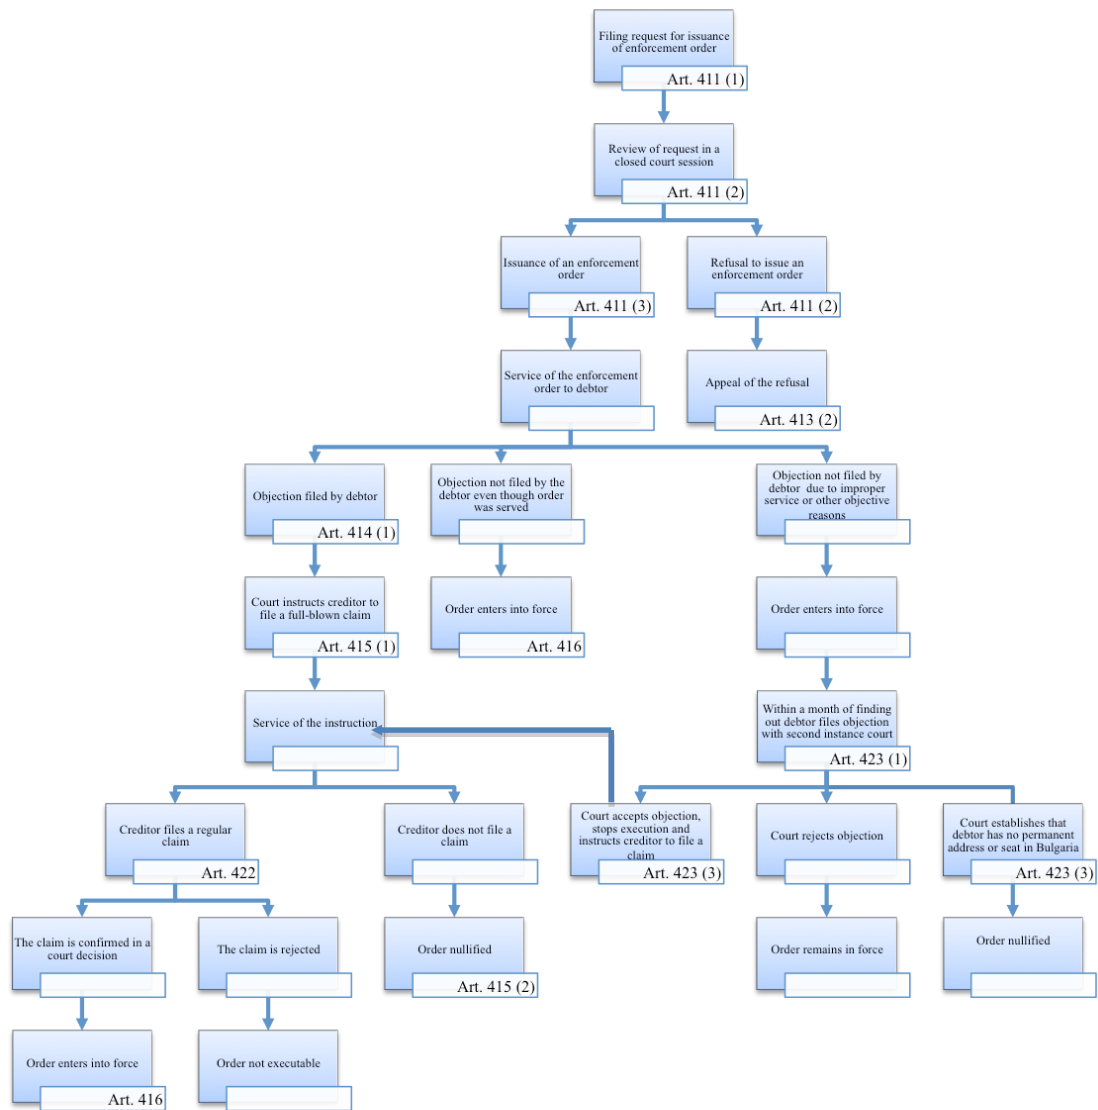 Filing request for issuance
of enforcement order
Art. 411 (1)
Review of request in a
closed court session
Art. 411 (2)
Issuance of an enforcement
order
Art. 411 (3)
Refusal to issue an
enforcement order
Art. 411 (2)
Service of the enforcement
order to debtor
Appeal of the refusal
Art. 413 (2)
Objection filed by debtor
Art. 414 (1)
Objection not filed by the
debtor even though order
was served
Objection not filed by
debtor due to improper
service or other objective
reasons
Court instructs creditor to
file a full-blown claim
Art. 415 (1)
Order enters into force
Art. 416
Order enters into force
Service of the instruction
Within a month of finding
out debtor files objection
with second instance court
Art. 423 (1)
Creditor files a regular
claim
Art. 422
Creditor does not file a
claim
Court accepts objection,
stops execution and
instructs creditor to file a
claim
Art. 423 (3)
Court rejects objection
Court establishes that
debtor has no permanent
address or seat in Bulgaria
Art. 423 (3)
The claim is confirmed in a
court decision
The claim is rejected
Order nullified
Art. 415 (2)
Order remains in force
Order nullified
Order enters into force
Art. 416
Order not executable